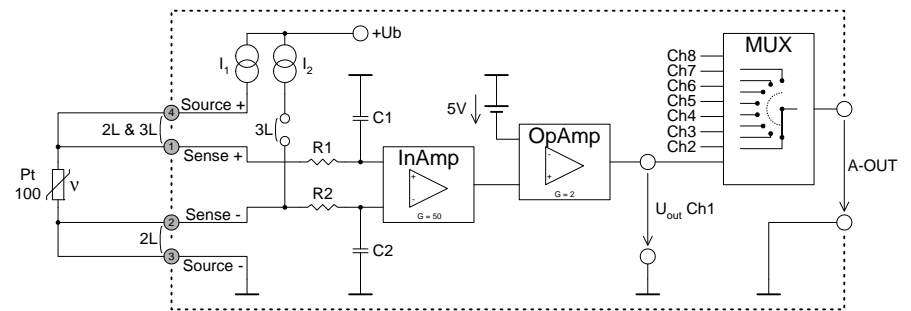 +Ub
MUX
I1
I2
Ch8
Ch7
Ch6
Ch5
Ch4
Ch3
Ch2
4
Source +
5V
C1
2L & 3L
3L
OpAmp
1
Sense +
R1
InAmp
-
+
G = 2
A-OUT
Pt
100
ν
+
-
G = 50
2
Sense -
R2
Uout Ch1
2L
C2
3
Source -